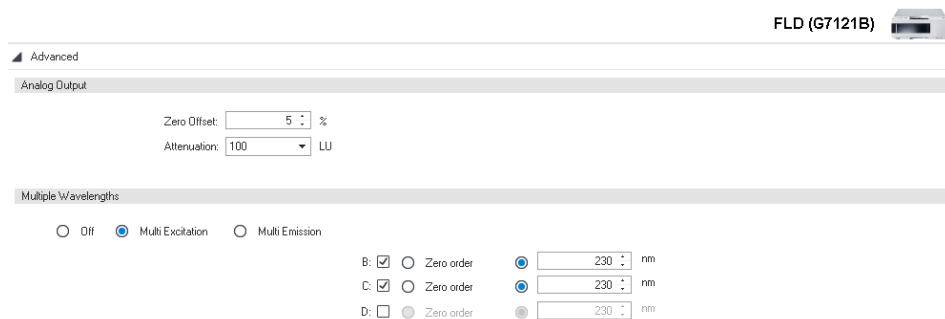 FLD (G7121B)
Advanced
Analog Output
Zero Offset: 5 %
Attenuation: 100 LU
Multiple Wavelengths
Off Multi Excitation Multi Emission
B: Zero order 230 nm
C: Zero order 230 nm
D: Zero order 230 nm